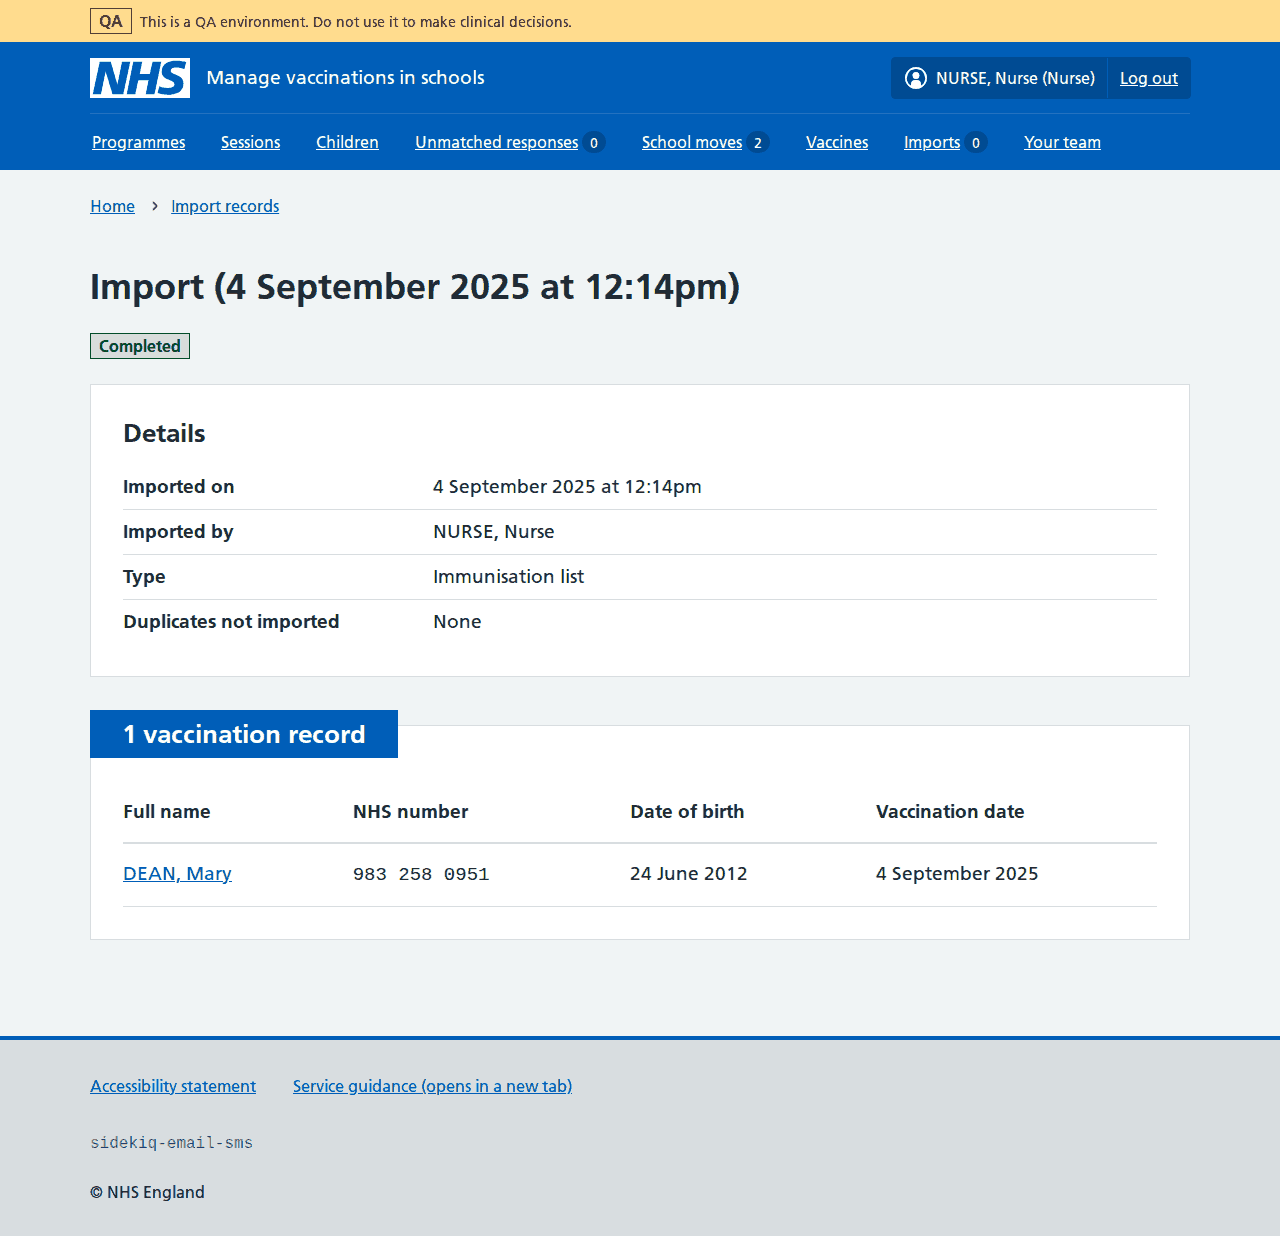 QA This is a QA environment. Do not use it to make clinical decisions.
NHS Manage vaccinations in schools NURSE, Nurse (Nurse) Log out
Programmes Sessions Children Unmatched responses 0 School moves 2 Vaccines Imports 0 Your team
Home Import records
Import (4 September 2025 at 12:14pm)
Completed
Details
Imported on 4 September 2025 at 12:14pm
Imported by NURSE, Nurse
Type Immunisation list
Duplicates not imported None
1 vaccination record
Full name NHS number Date of birth Vaccination date
DEAN, Mary 983 258 0951 24 June 2012 4 September 2025
Accessibility statement Service guidance (opens in a new tab)
sidekiq-email-sms
© NHS England